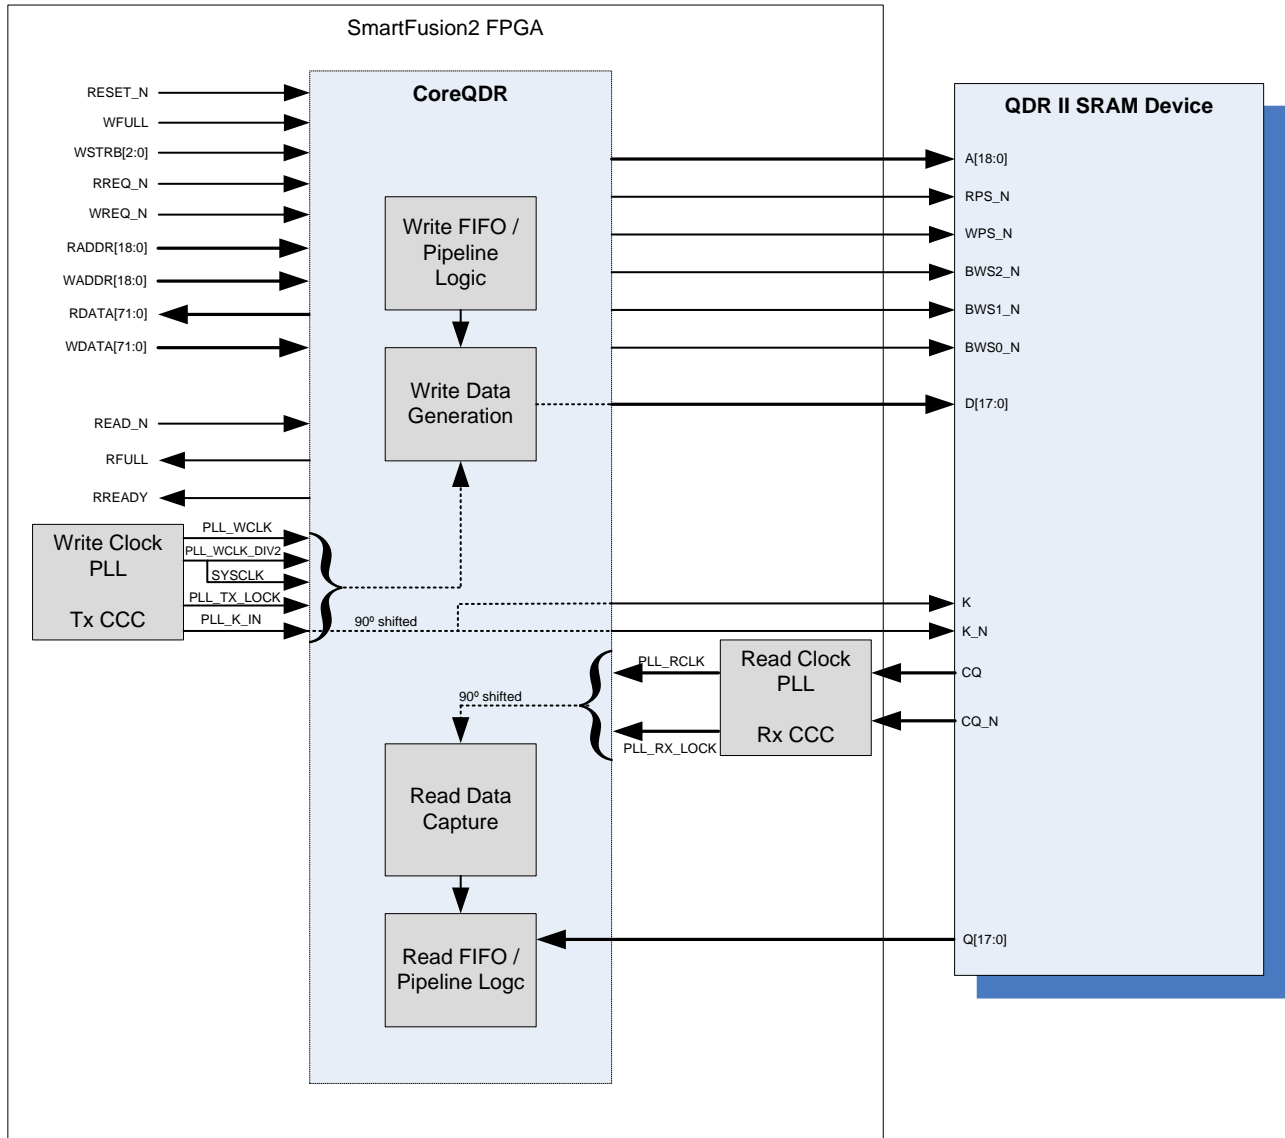 SmartFusion2 FPGA
CoreQDR
QDR II SRAM Device
RESET_N
WFULL
WSTRB[2:0]
RREQ_N
WREQ_N
RADDR[18:0]
WADDR[18:0]
RDATA[71:0]
WDATA[71:0]
READ_N
RFULL
RREADY
Write FIFO /
Pipeline
Logic
Write Data
Generation
A[18:0]
RPS_N
WPS_N
BWS2_N
BWS1_N
BWS0_N
D[17:0]
Write Clock
PLL
Tx CCC
PLL_WCLK
PLL_WCLK_DIV2
SYSCLK
PLL_TX_LOCK
PLL_K_IN
90º shifted
K
K_N
CQ
CQ_N
PLL_RCLK
PLL_RX_LOCK
Read Clock
PLL
Rx CCC
90º shifted
Read Data
Capture
Read FIFO /
Pipeline Logc
Q[17:0]